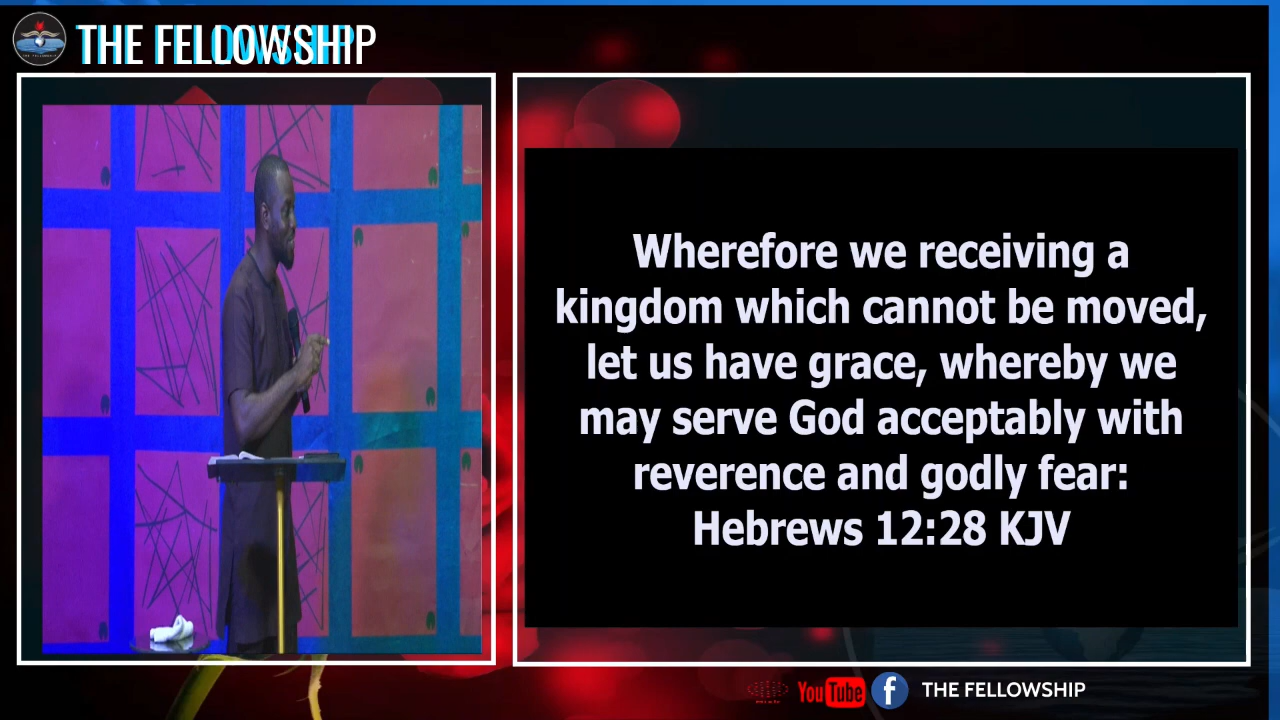 THE FELLOWSHIP
Wherefore we receiving a
kingdom which cannot be moved,
let us have grace, whereby we
may serve God acceptably with
reverence and godly fear:
Hebrews 12:28 KJV
YouTube f THE FELLOWSHIP